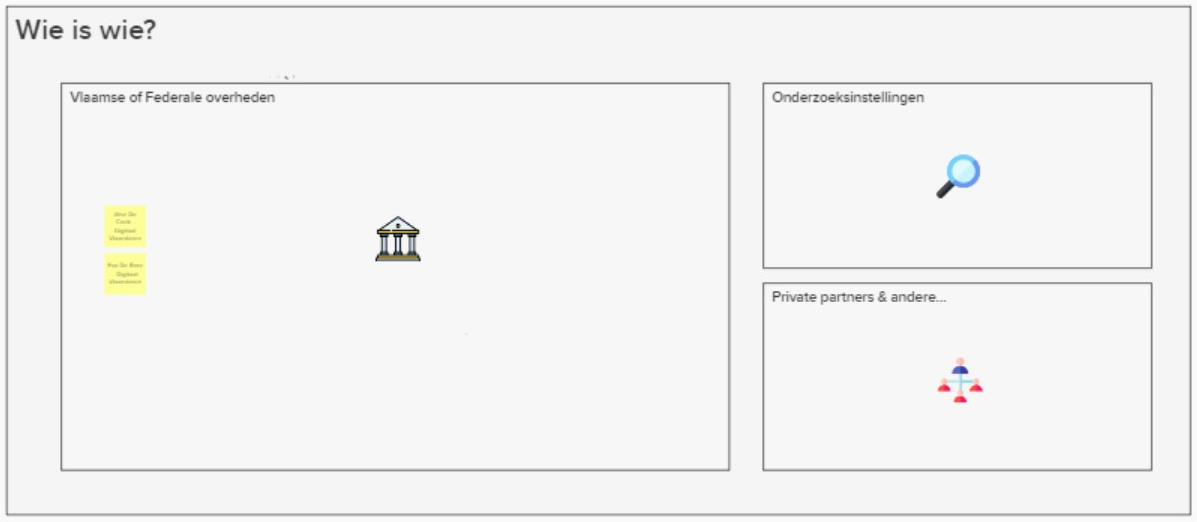 Wie is wie?
Vlaamse of Federale overheden
Digitaal
Vlaanderen
Digitaal
Vlaanderen
Onderzoeksinstellingen
Private partners & andere...